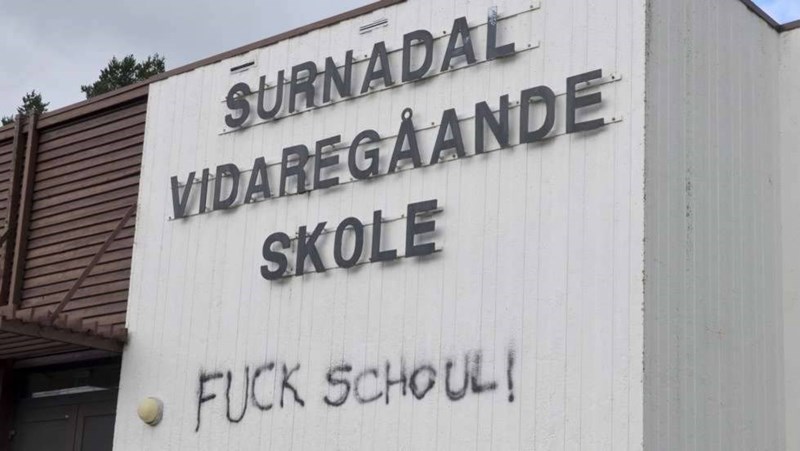 SURNADAL
VIDAREGÅANDE
SKOLE
FUCK SCHOUL!